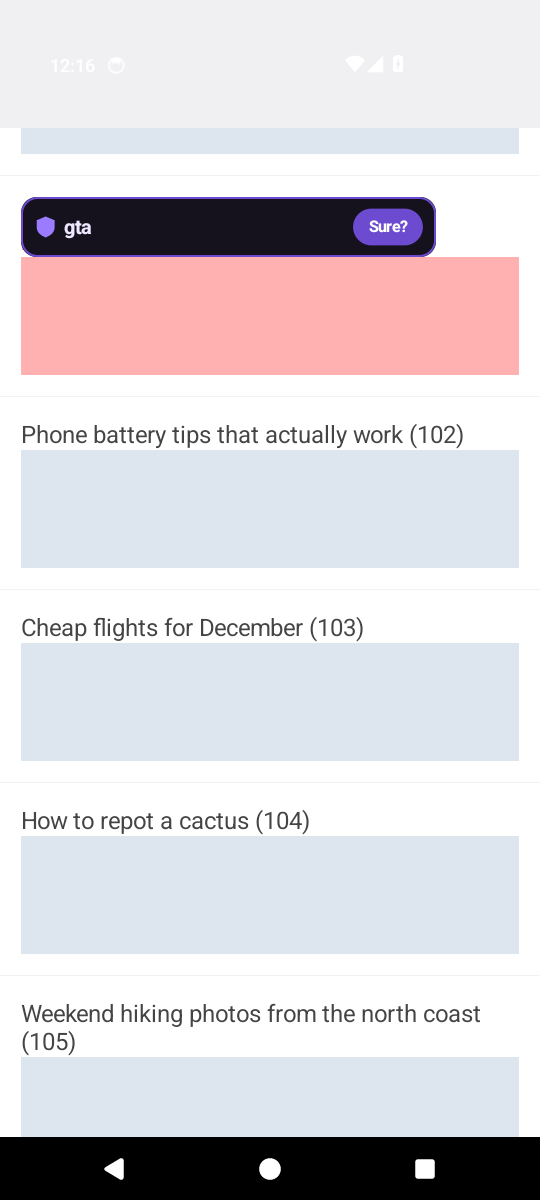 12:16
gta
Sure?
Phone battery tips that actually work (102)
Cheap flights for December (103)
How to repot a cactus (104)
Weekend hiking photos from the north coast
(105)